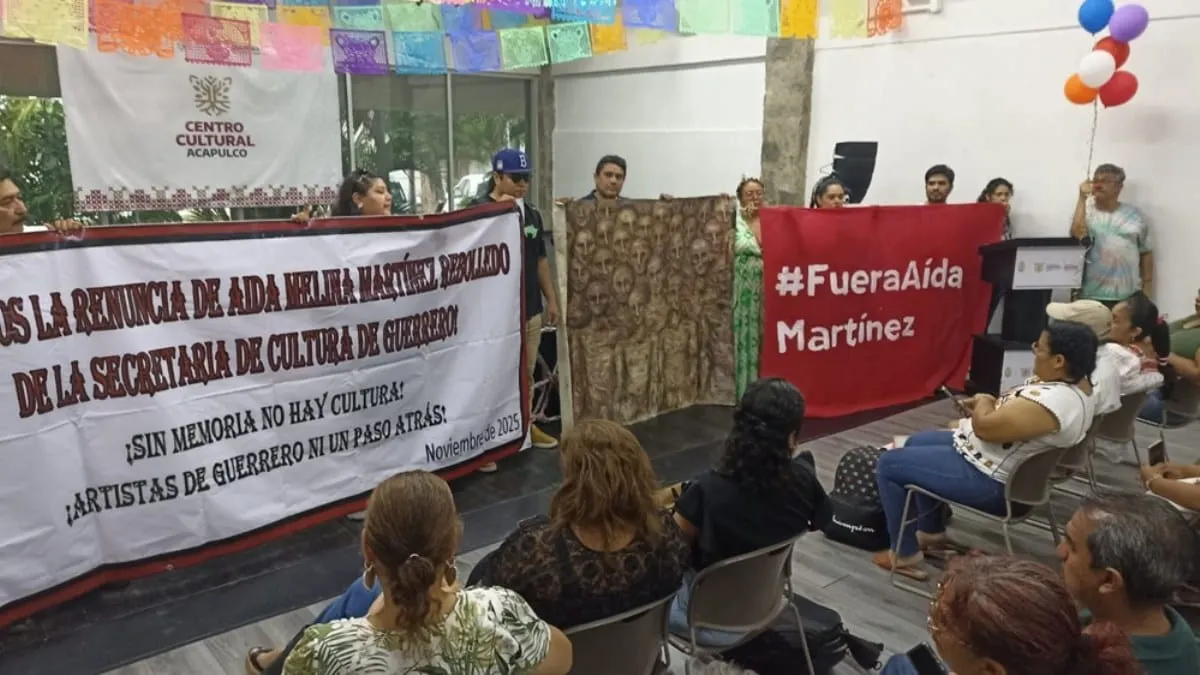 CENTRO
CULTURAL
ACAPULCO
OS LA RENUNCIA DE AIDA MELINA MARTÍNEZ REBOLLEDO
DE LA SECRETARIA DE CULTURA DE GUERRERO!
¡SIN MEMORIA NO HAY CULTURA!
¡ARTISTAS DE GUERRERO NI UN PASO ATRÁS!
Noviembre de 2025
B
#FueraAída
Martínez